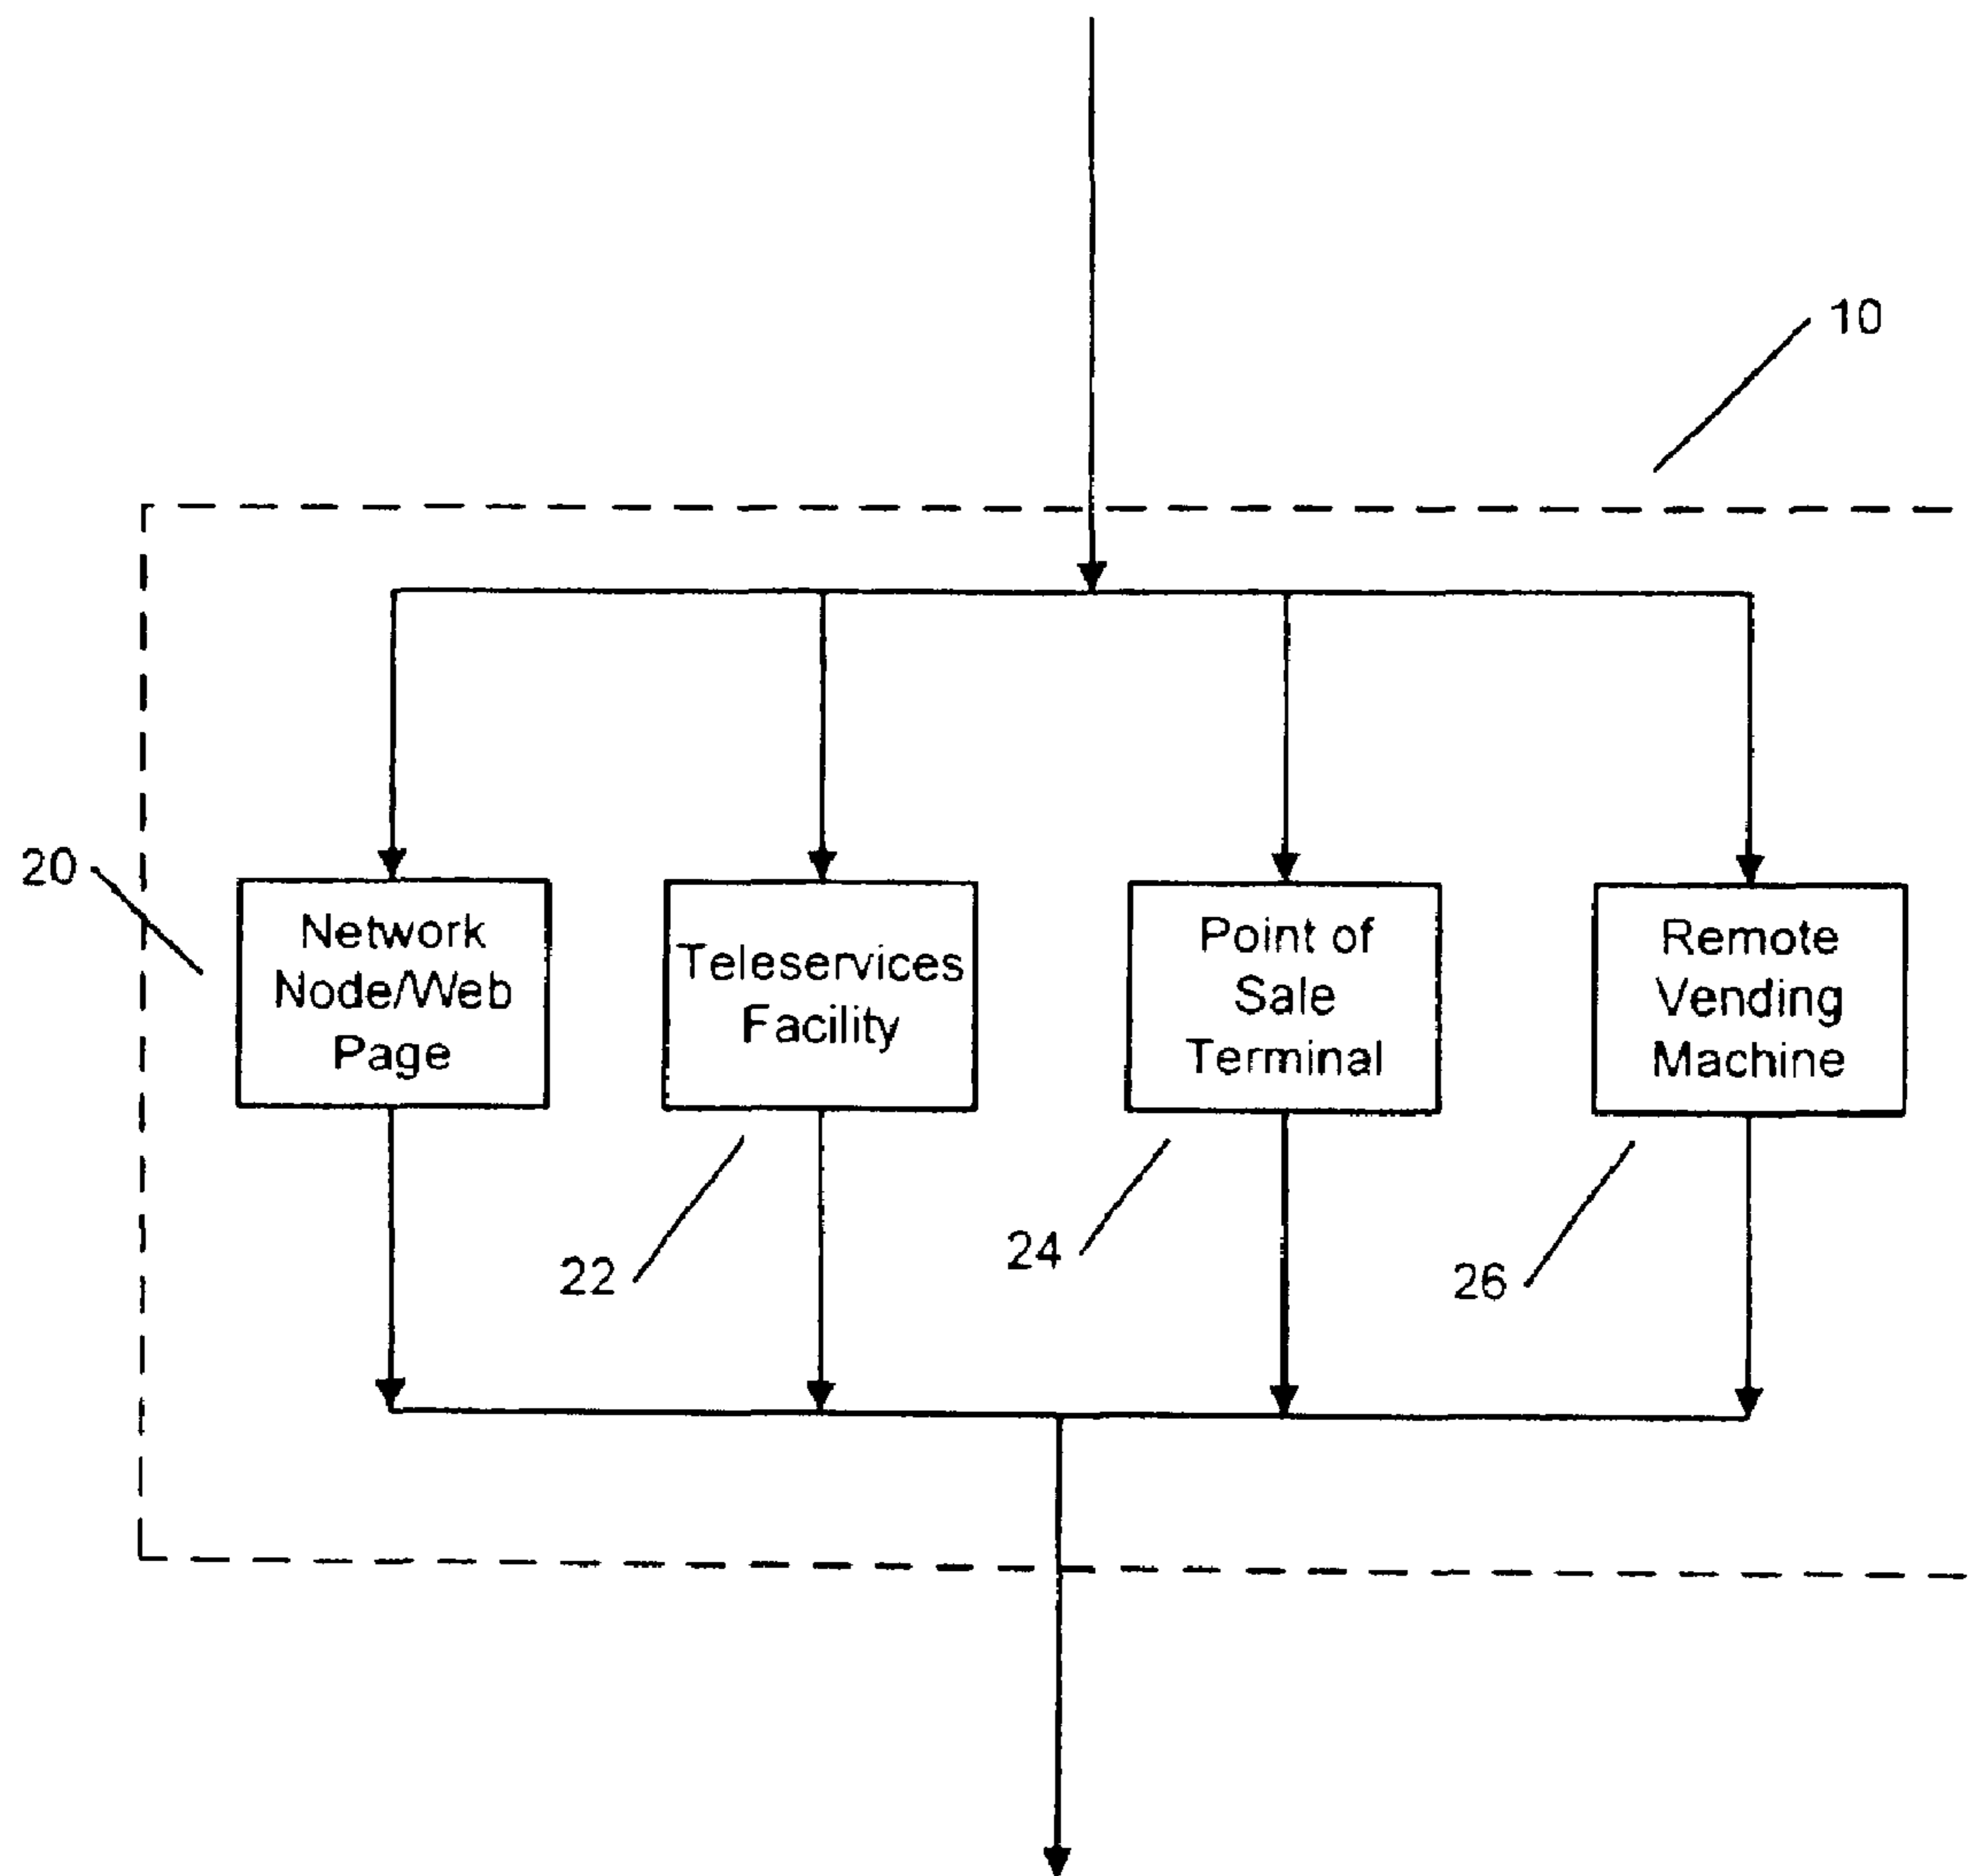 10
20
Network
Node/Web
Page
Teleservices
Facility
Point of
Sale
Terminal
Remote
Vending
Machine
22
24
26